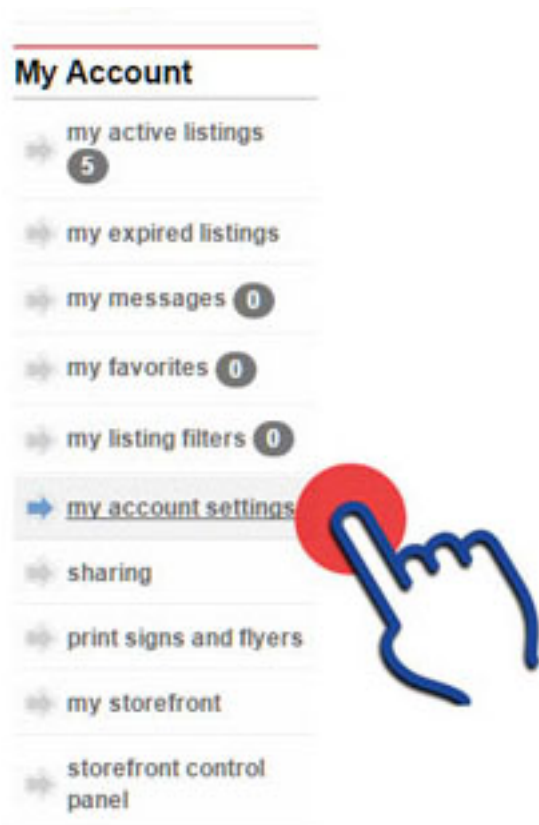 My Account
my active listings
5
my expired listings
my messages 0
my favorites 0
my listing filters 0
my account settings
sharing
print signs and flyers
my storefront
storefront control
panel